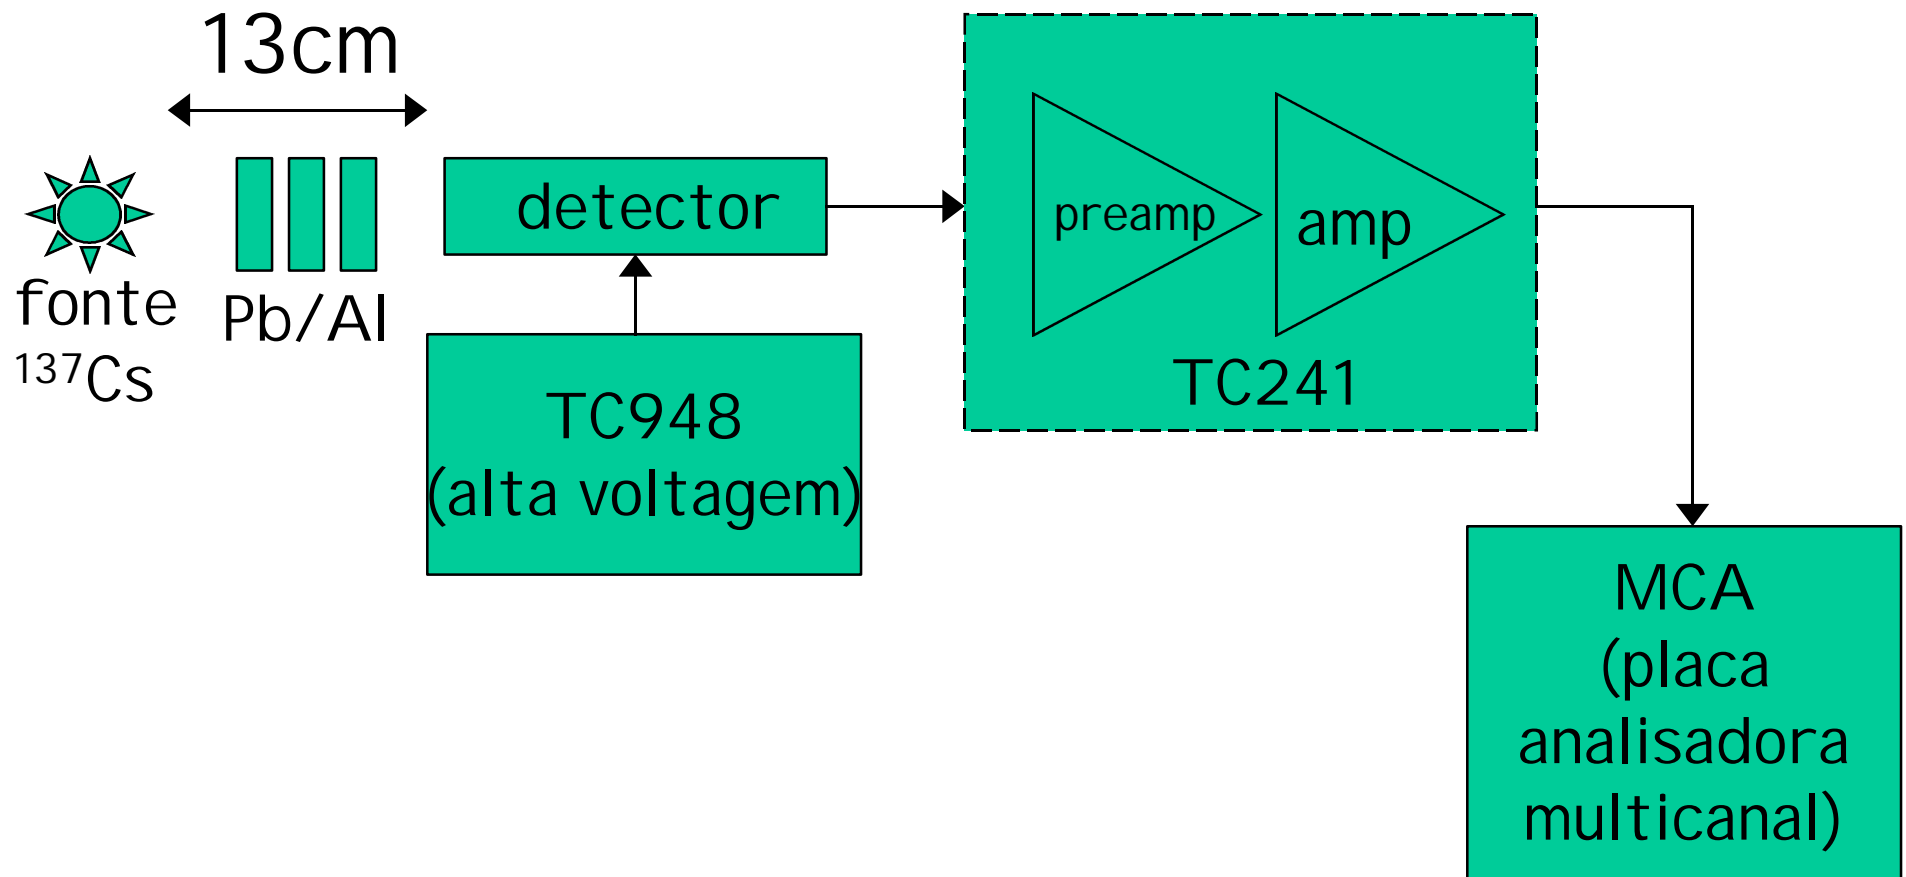 13cm
fonte
¹³⁷Cs
Pb/Al
detector
TC948
(alta voltagem)
preamp
amp
TC241
MCA
(placa
analisadora
multicanal)